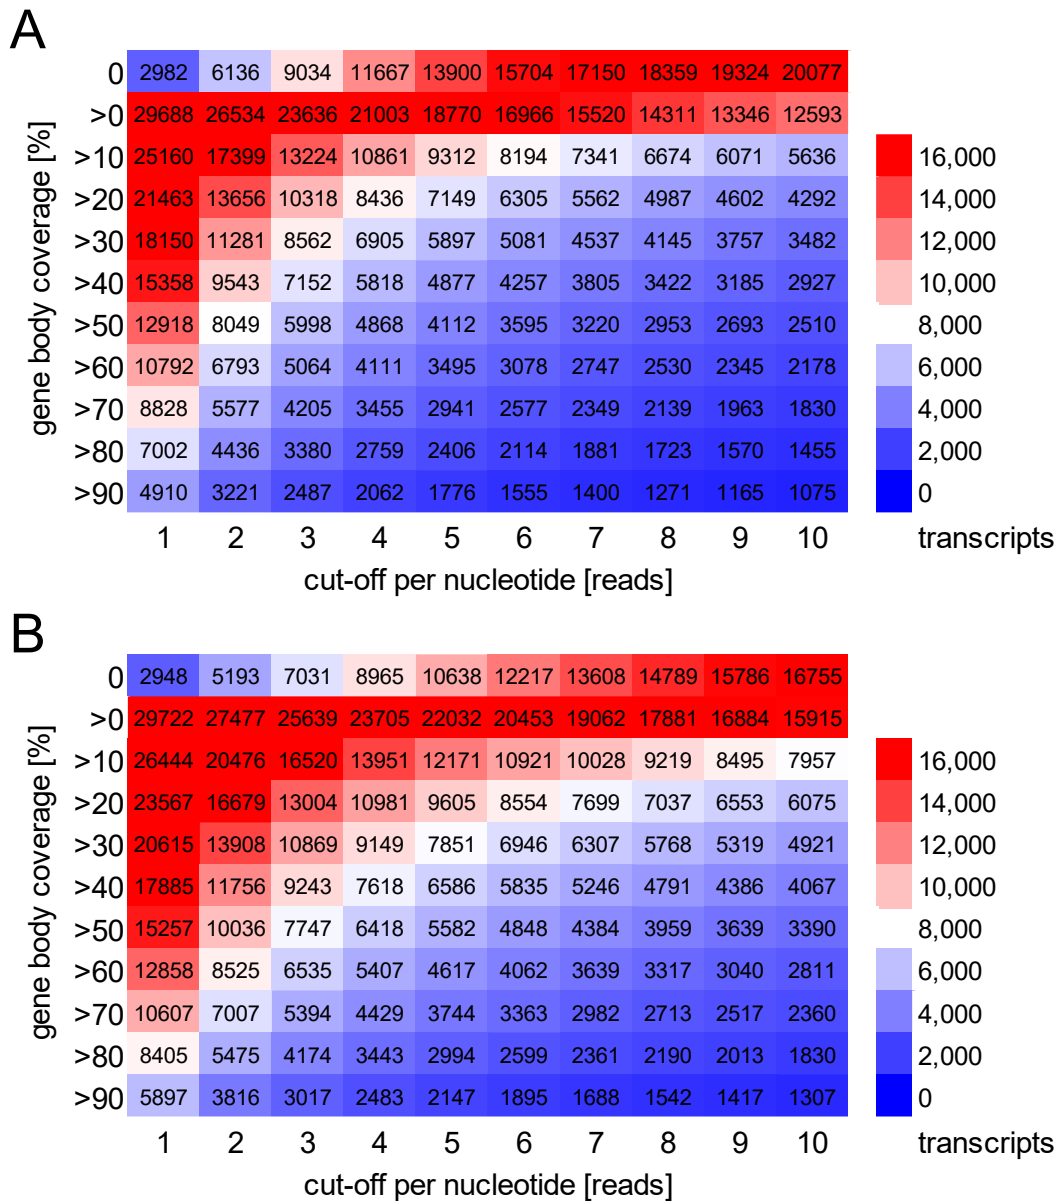 A
0 2982 6136 9034 11667 13900 15704 17150 18359 19324 20077
>0 29688 26534 23636 21003 18770 16966 15520 14311 13346 12593
>10 25160 17399 13224 10861 9312 8194 7341 6674 6071 5636
>20 21463 13656 10318 8436 7149 6305 5562 4987 4602 4292
>30 18150 11281 8562 6905 5897 5081 4537 4145 3757 3482
>40 15358 9543 7152 5818 4877 4257 3805 3422 3185 2927
>50 12918 8049 5998 4868 4112 3595 3220 2953 2693 2510
>60 10792 6793 5064 4111 3495 3078 2747 2530 2345 2178
>70 8828 5577 4205 3455 2941 2577 2349 2139 1963 1830
>80 7002 4436 3380 2759 2406 2114 1881 1723 1570 1455
>90 4910 3221 2487 2062 1776 1555 1400 1271 1165 1075
1 2 3 4 5 6 7 8 9 10
cut-off per nucleotide [reads]
gene body coverage [%]
16,000
14,000
12,000
10,000
8,000
6,000
4,000
2,000
0
transcripts
B
0 2948 5193 7031 8965 10638 12217 13608 14789 15786 16755
>0 29722 27477 25639 23705 22032 20453 19062 17881 16884 15915
>10 26444 20476 16520 13951 12171 10921 10028 9219 8495 7957
>20 23567 16679 13004 10981 9605 8554 7699 7037 6553 6075
>30 20615 13908 10869 9149 7851 6946 6307 5768 5319 4921
>40 17885 11756 9243 7618 6586 5835 5246 4791 4386 4067
>50 15257 10036 7747 6418 5582 4848 4384 3959 3639 3390
>60 12858 8525 6535 5407 4617 4062 3639 3317 3040 2811
>70 10607 7007 5394 4429 3744 3363 2982 2713 2517 2360
>80 8405 5475 4174 3443 2994 2599 2361 2190 2013 1830
>90 5897 3816 3017 2483 2147 1895 1688 1542 1417 1307
1 2 3 4 5 6 7 8 9 10
cut-off per nucleotide [reads]
gene body coverage [%]
16,000
14,000
12,000
10,000
8,000
6,000
4,000
2,000
0
transcripts